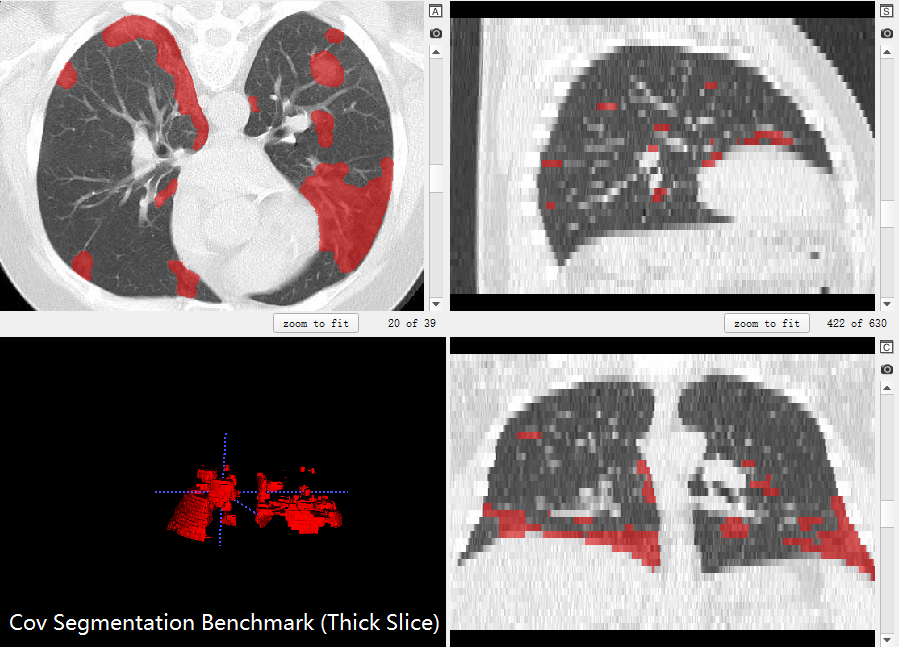 A
S
zoom to fit
20 of 39
zoom to fit
422 of 630
C
Cov Segmentation Benchmark (Thick Slice)